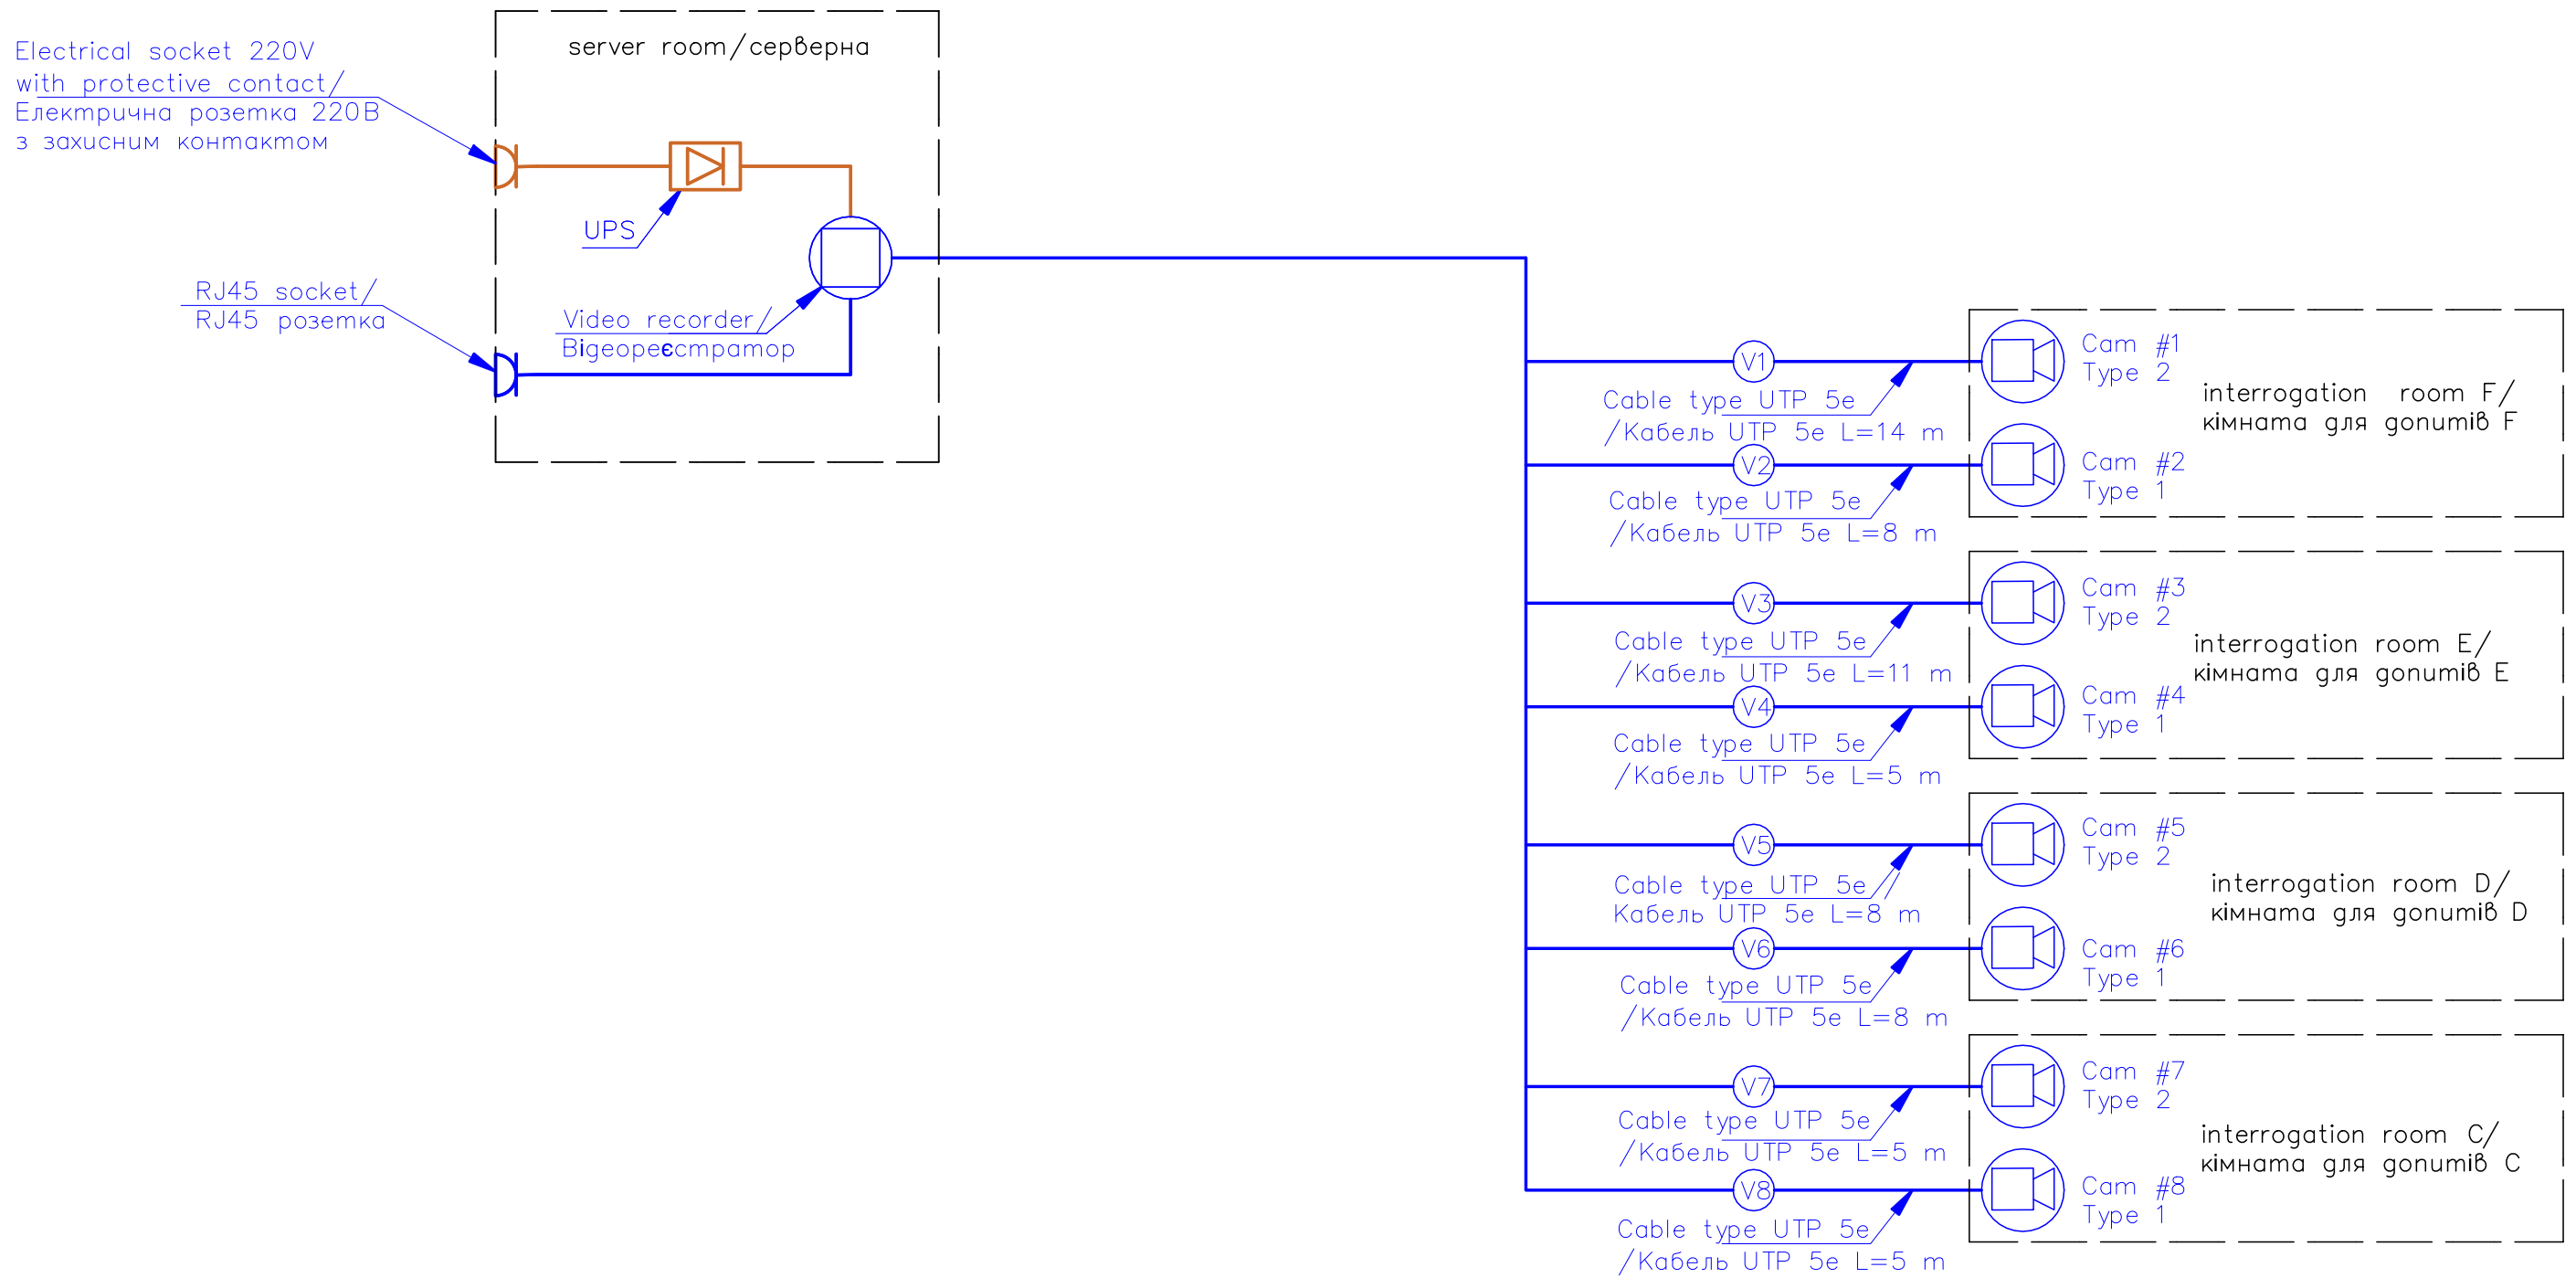 Electrical socket 220V
with protective contact/
Електрична розетка 220В
з захисним контактом
server room/серверна
UPS
RJ45 socket/
RJ45 розетка
Video recorder/
Відеореєстратор
V1
Cable type UTP 5e
/Кабель UTP 5e L=14 m
Cam #1
Type 2
interrogation room F/
кімната для допитів F
V2
Cable type UTP 5e
/Кабель UTP 5e L=8 m
Cam #2
Type 1
V3
Cable type UTP 5e
/Кабель UTP 5e L=11 m
Cam #3
Type 2
interrogation room E/
кімната для допитів E
V4
Cable type UTP 5e
/Кабель UTP 5e L=5 m
Cam #4
Type 1
V5
Cable type UTP 5e /
Кабель UTP 5e L=8 m
Cam #5
Type 2
interrogation room D/
кімната для допитів D
V6
Cable type UTP 5e
/Кабель UTP 5e L=8 m
Cam #6
Type 1
V7
Cable type UTP 5e
/Кабель UTP 5e L=5 m
Cam #7
Type 2
interrogation room C/
кімната для допитів C
V8
Cable type UTP 5e
/Кабель UTP 5e L=5 m
Cam #8
Type 1